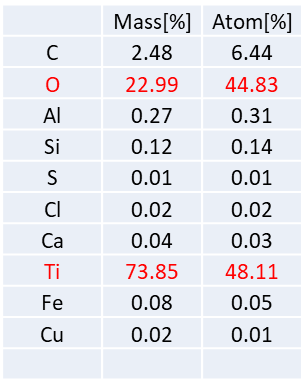 Mass[%] Atom[%]
C 2.48 6.44
O 22.99 44.83
Al 0.27 0.31
Si 0.12 0.14
S 0.01 0.01
Cl 0.02 0.02
Ca 0.04 0.03
Ti 73.85 48.11
Fe 0.08 0.05
Cu 0.02 0.01